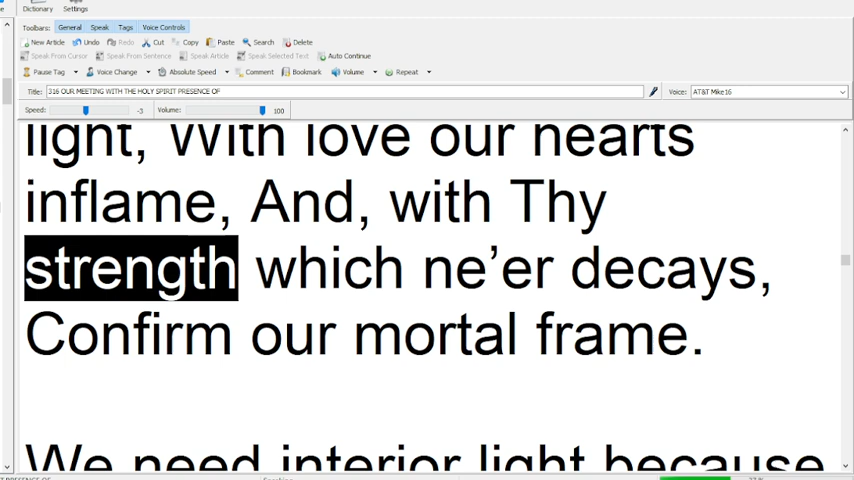 Dictionary Settings
Toolbars: General Speak Tags Voice Controls
New Article Undo Redo Cut Copy Paste Search Delete
Speak From Cursor Speak From Sentence Speak Article Speak Selected Text Auto Continue
Pause Tag Voice Change Absolute Speed Comment Bookmark Volume Repeat
Title: 316 OUR MEETING WITH THE HOLY SPIRIT PRESENCE OF Voice: AT&T Mike16
Speed: -3 Volume: 100
light, With love our hearts
inflame, And, with Thy
strength which ne’er decays,
Confirm our mortal frame.
We need interior light because